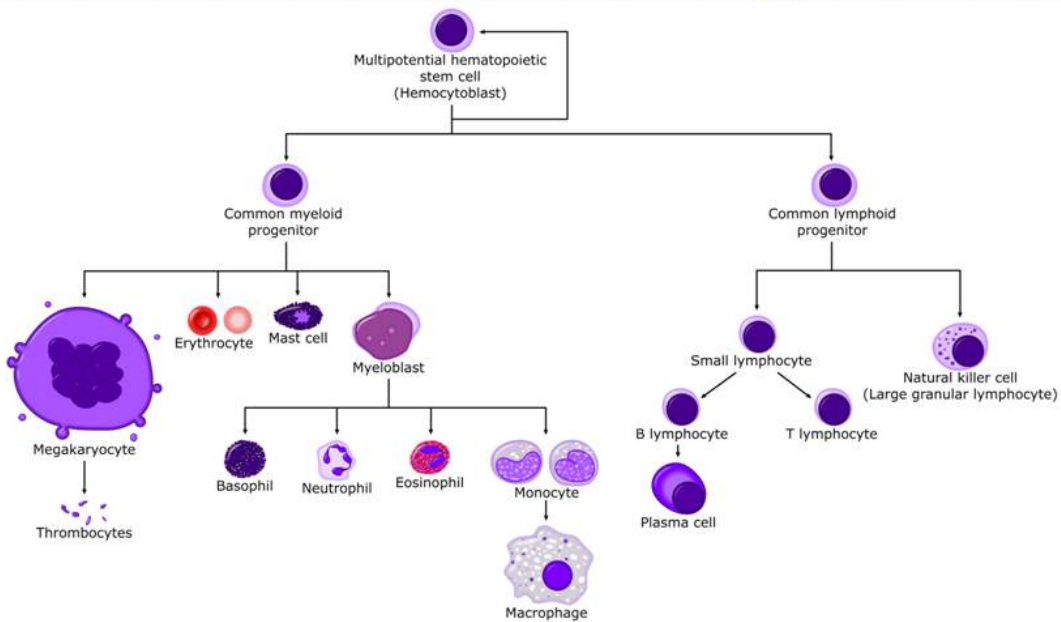 Multipotential hematopoietic
stem cell
(Hemocytoblast)
Common myeloid
progenitor
Common lymphoid
progenitor
Erythrocyte
Mast cell
Myeloblast
Small lymphocyte
Natural killer cell
(Large granular lymphocyte)
Megakaryocyte
B lymphocyte
T lymphocyte
Basophil
Neutrophil
Eosinophil
Monocyte
Thrombocytes
Plasma cell
Macrophage